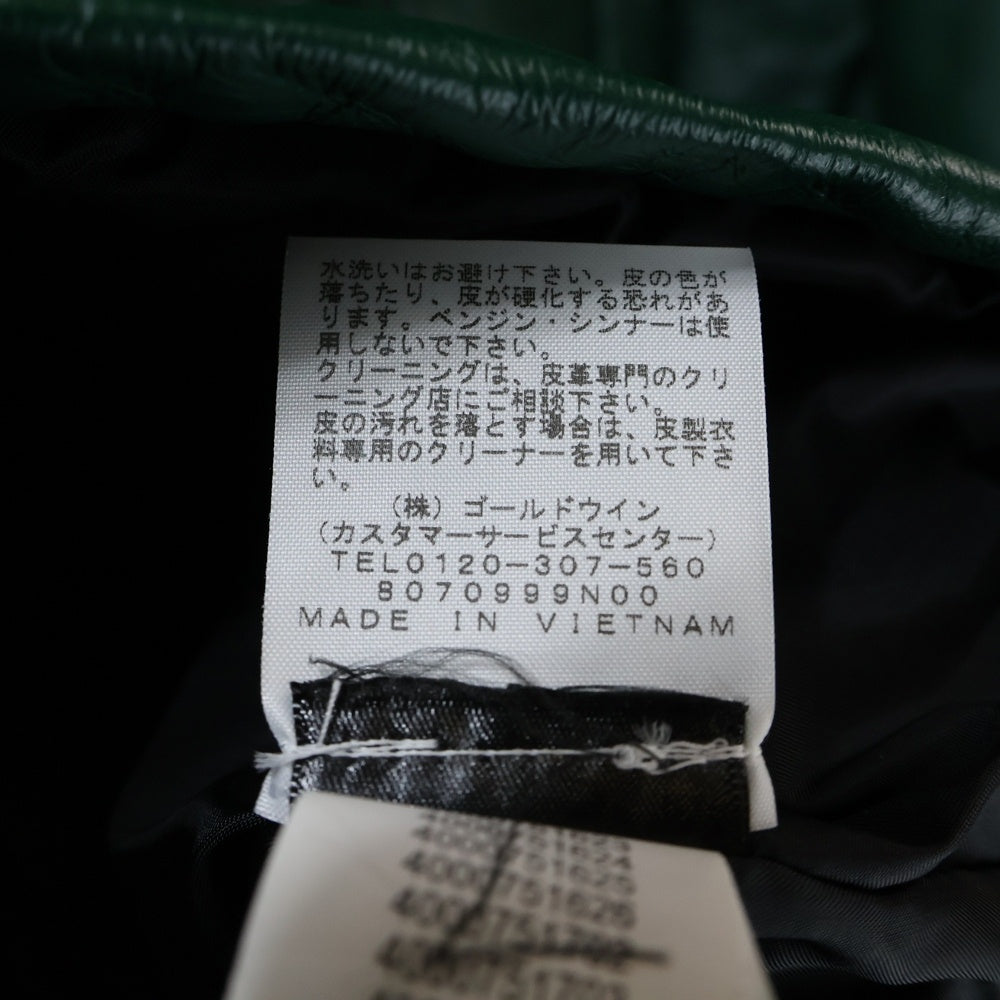 水洗いはお避け下さい。皮の色が
落ちたり、皮が硬化する恐れがあ
ります。ベンジン・シンナーは使
用しないで下さい。
クリーニングは、皮革専門のクリ
ーニング店にご相談下さい。
皮の汚れを落とす場合は、皮製衣
料専用のクリーナーを用いて下さ
い。
(株)ゴールドウイン
(カスタマーサービスセンター)
TEL0120-307-560
8070999N00
MADE IN VIETNAM